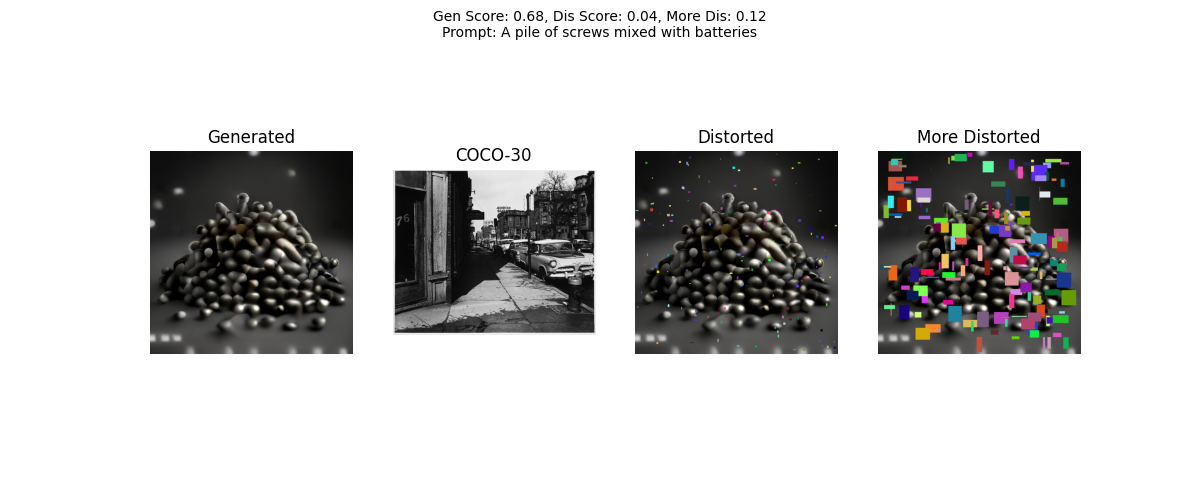 Gen Score: 0.68, Dis Score: 0.04, More Dis: 0.12
Prompt: A pile of screws mixed with batteries
Generated
COCO-30
Distorted
More Distorted
76